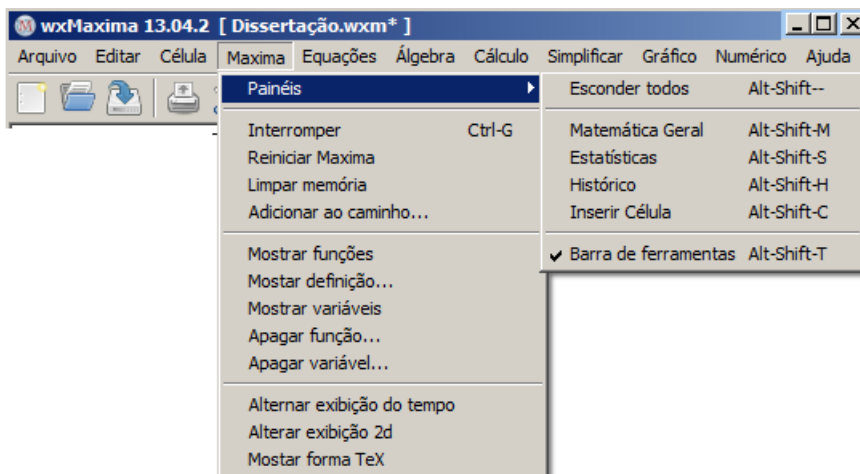 wxMaxima 13.04.2 [ Dissertação.wxm* ]
Arquivo Editar Célula Maxima Equações Álgebra Cálculo Simplificar Gráfico Numérico Ajuda
Painéis
Interromper Ctrl-G
Reiniciar Maxima
Limpar memória
Adicionar ao caminho...
Mostrar funções
Mostar definição...
Mostrar variáveis
Apagar função...
Apagar variável...
Alternar exibição do tempo
Alterar exibição 2d
Mostar forma TeX
Esconder todos Alt-Shift--
Matemática Geral Alt-Shift-M
Estatísticas Alt-Shift-S
Histórico Alt-Shift-H
Inserir Célula Alt-Shift-C
Barra de ferramentas Alt-Shift-T